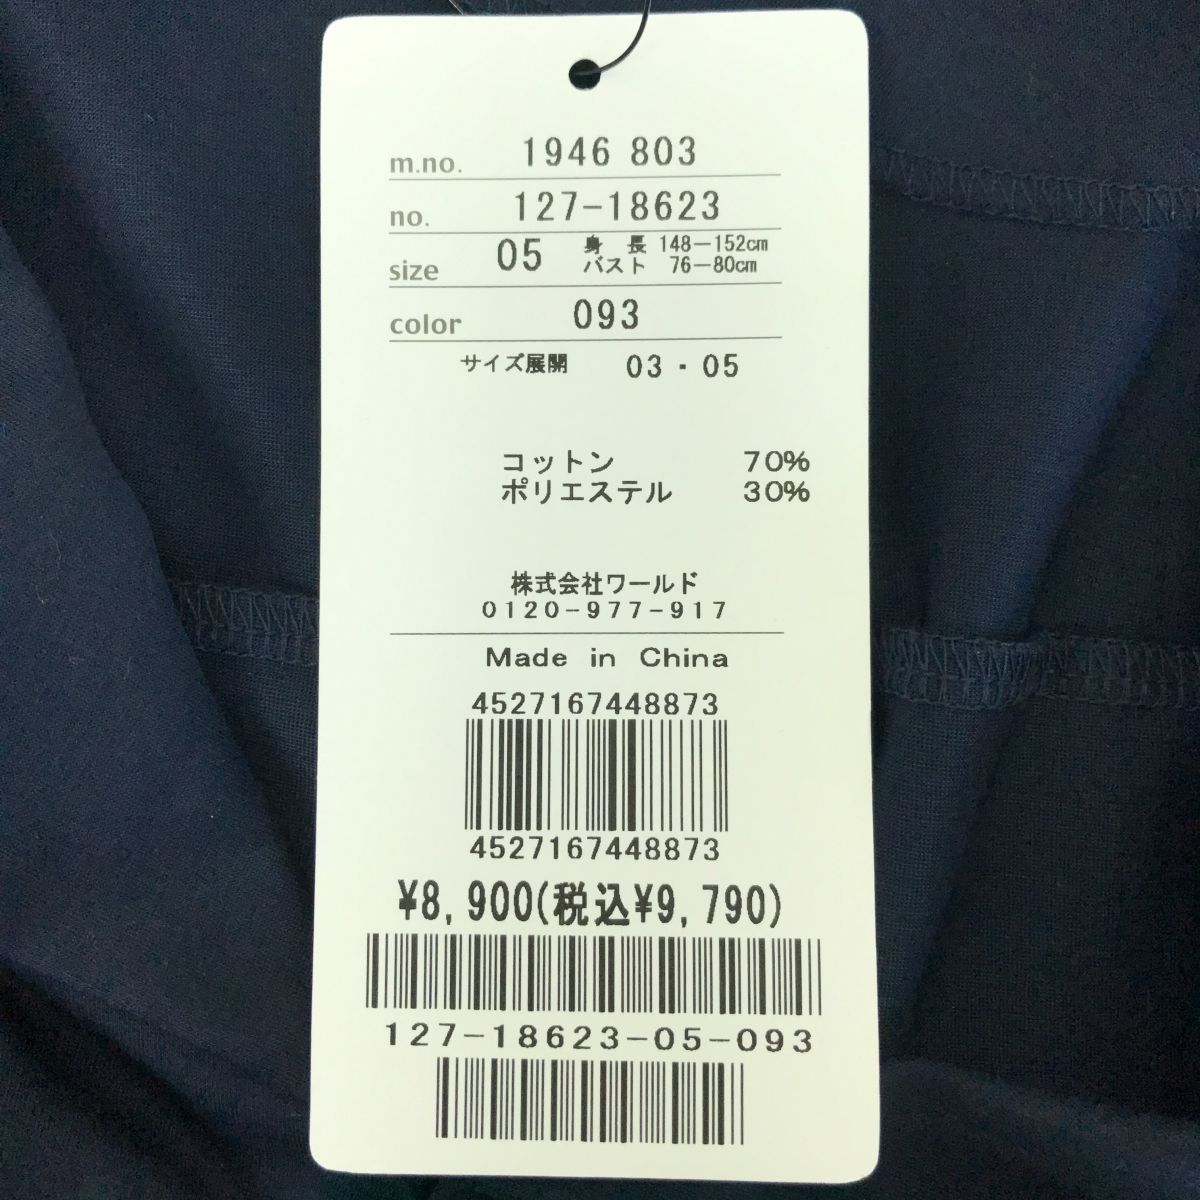 m.no. 1946 803
no. 127-18623
size 05 身 長 148-152cm
バスト 76-80cm
color 093
サイズ展開 03・05
コットン 70%
ポリエステル 30%
株式会社ワールド
0120-977-917
Made in China
4527167448873
4527167448873
¥8,900(税込¥9,790)
127-18623-05-093